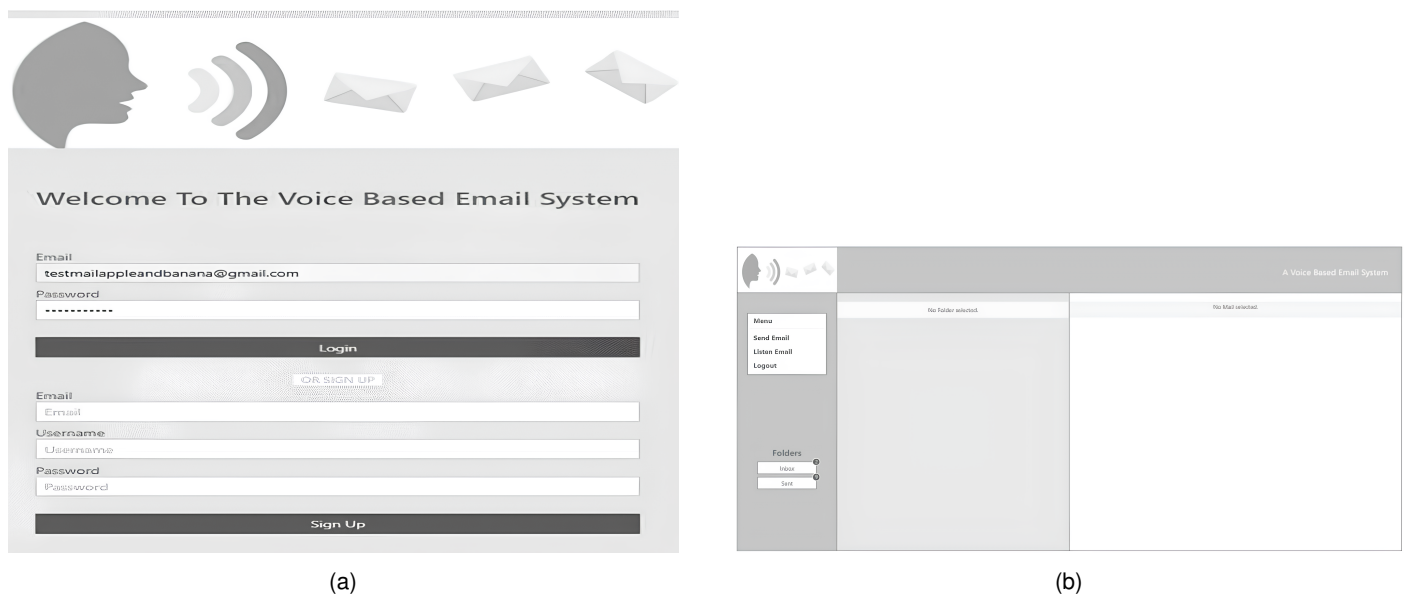 Welcome To The Voice Based Email System
Email
testmailappleandbanana@gmail.com
Password
-----------
Login
OR SIGN UP
Email
Email
Username
Username
Password
Password
Sign Up
(a)
A Voice Based Email System
No Folder selected.
No Mail selected.
Menu
Send Email
Listen Email
Logout
Folders
Inbox
Sent
(b)